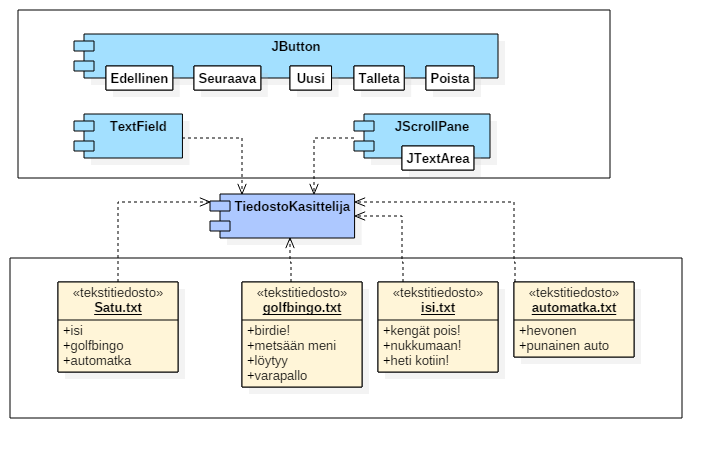 JButton
Edellinen
Seuraava
Uusi
Talleta
Poista
TextField
JScrollPane
JTextArea
TiedostoKasittelija
«tekstitiedosto»
Satu.txt
+isi
+golfbingo
+automatka
«tekstitiedosto»
golfbingo.txt
+birdie!
+metsään meni
+löytyy
+varapallo
«tekstitiedosto»
isi.txt
+kengät pois!
+nukkumaan!
+heti kotiin!
«tekstitiedosto»
automatka.txt
+hevonen
+punainen auto